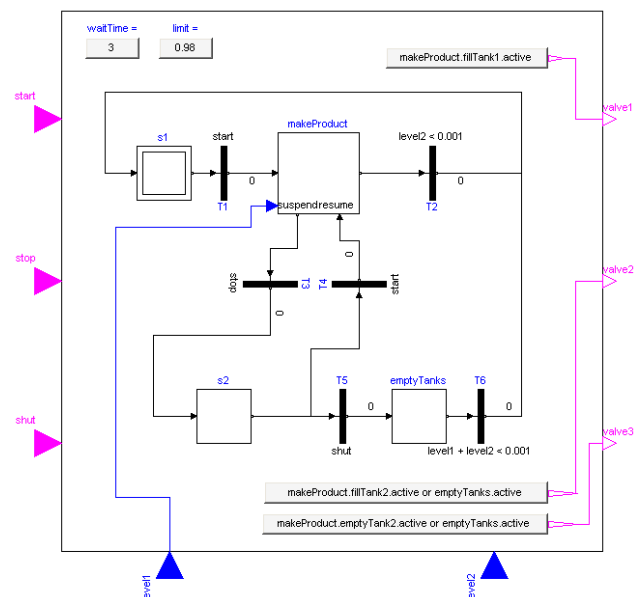 waitTime =
limit =
3
0.98
makeProduct.fillTank1.active
start
valve1
s1
start
makeProduct
level2 < 0.001
0
0
T1
T2
suspend
resume
stop
valve2
stop
T3
T4
start
0
0
s2
T5
emptyTanks
T6
0
0
shut
shut
level1 + level2 < 0.001
valve3
makeProduct.fillTank2.active or emptyTanks.active
makeProduct.emptyTank2.active or emptyTanks.active
level1
level2